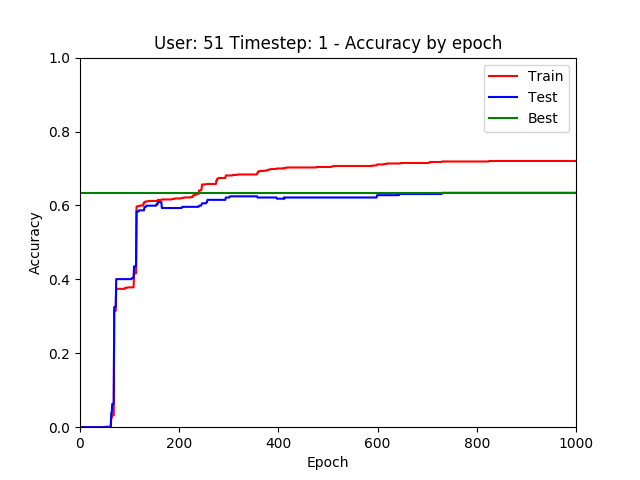 User: 51 Timestep: 1 - Accuracy by epoch
Train
Test
Best
1.0
0.8
0.6
0.4
0.2
0.0
Accuracy
0 200 400 600 800 1000
Epoch